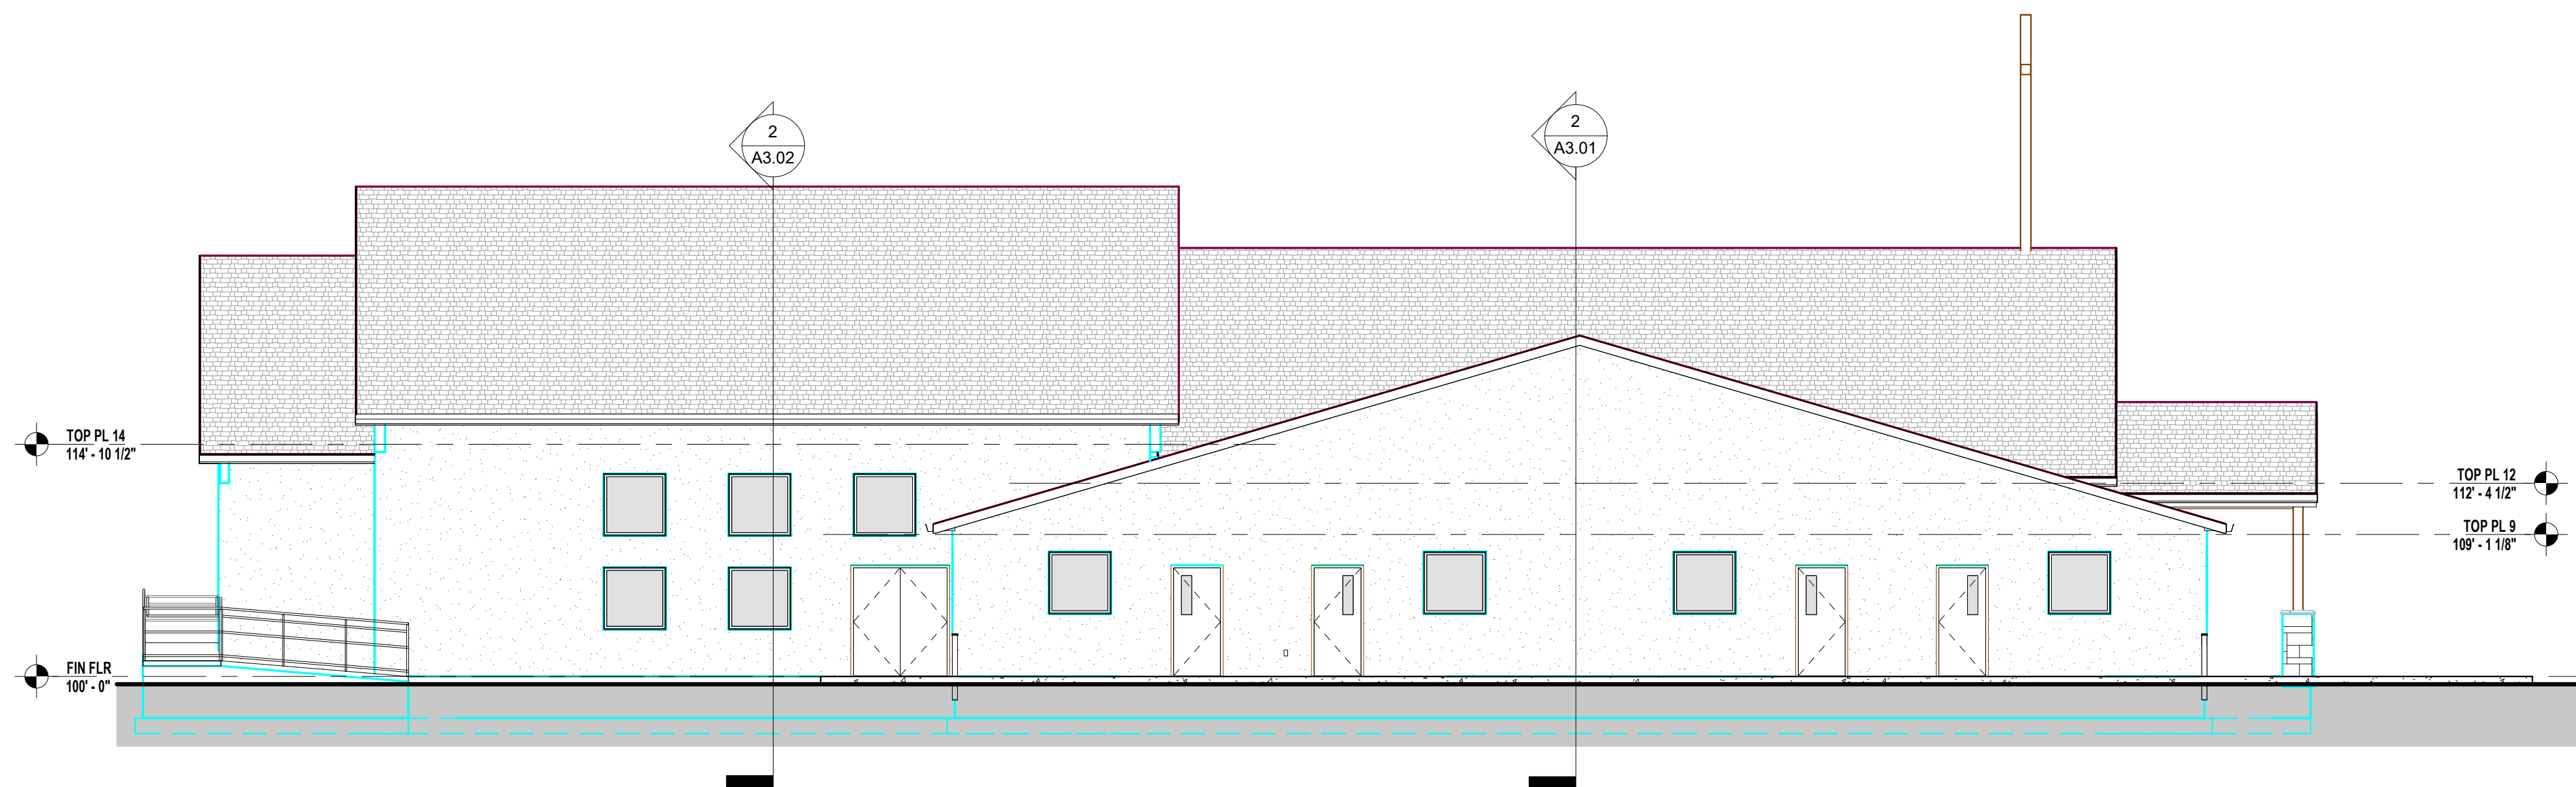 2
A3.02
2
A3.01
TOP PL 14
114' - 10 1/2"
TOP PL 12
112' - 4 1/2"
TOP PL 9
109' - 1 1/8"
FIN FLR
100' - 0"